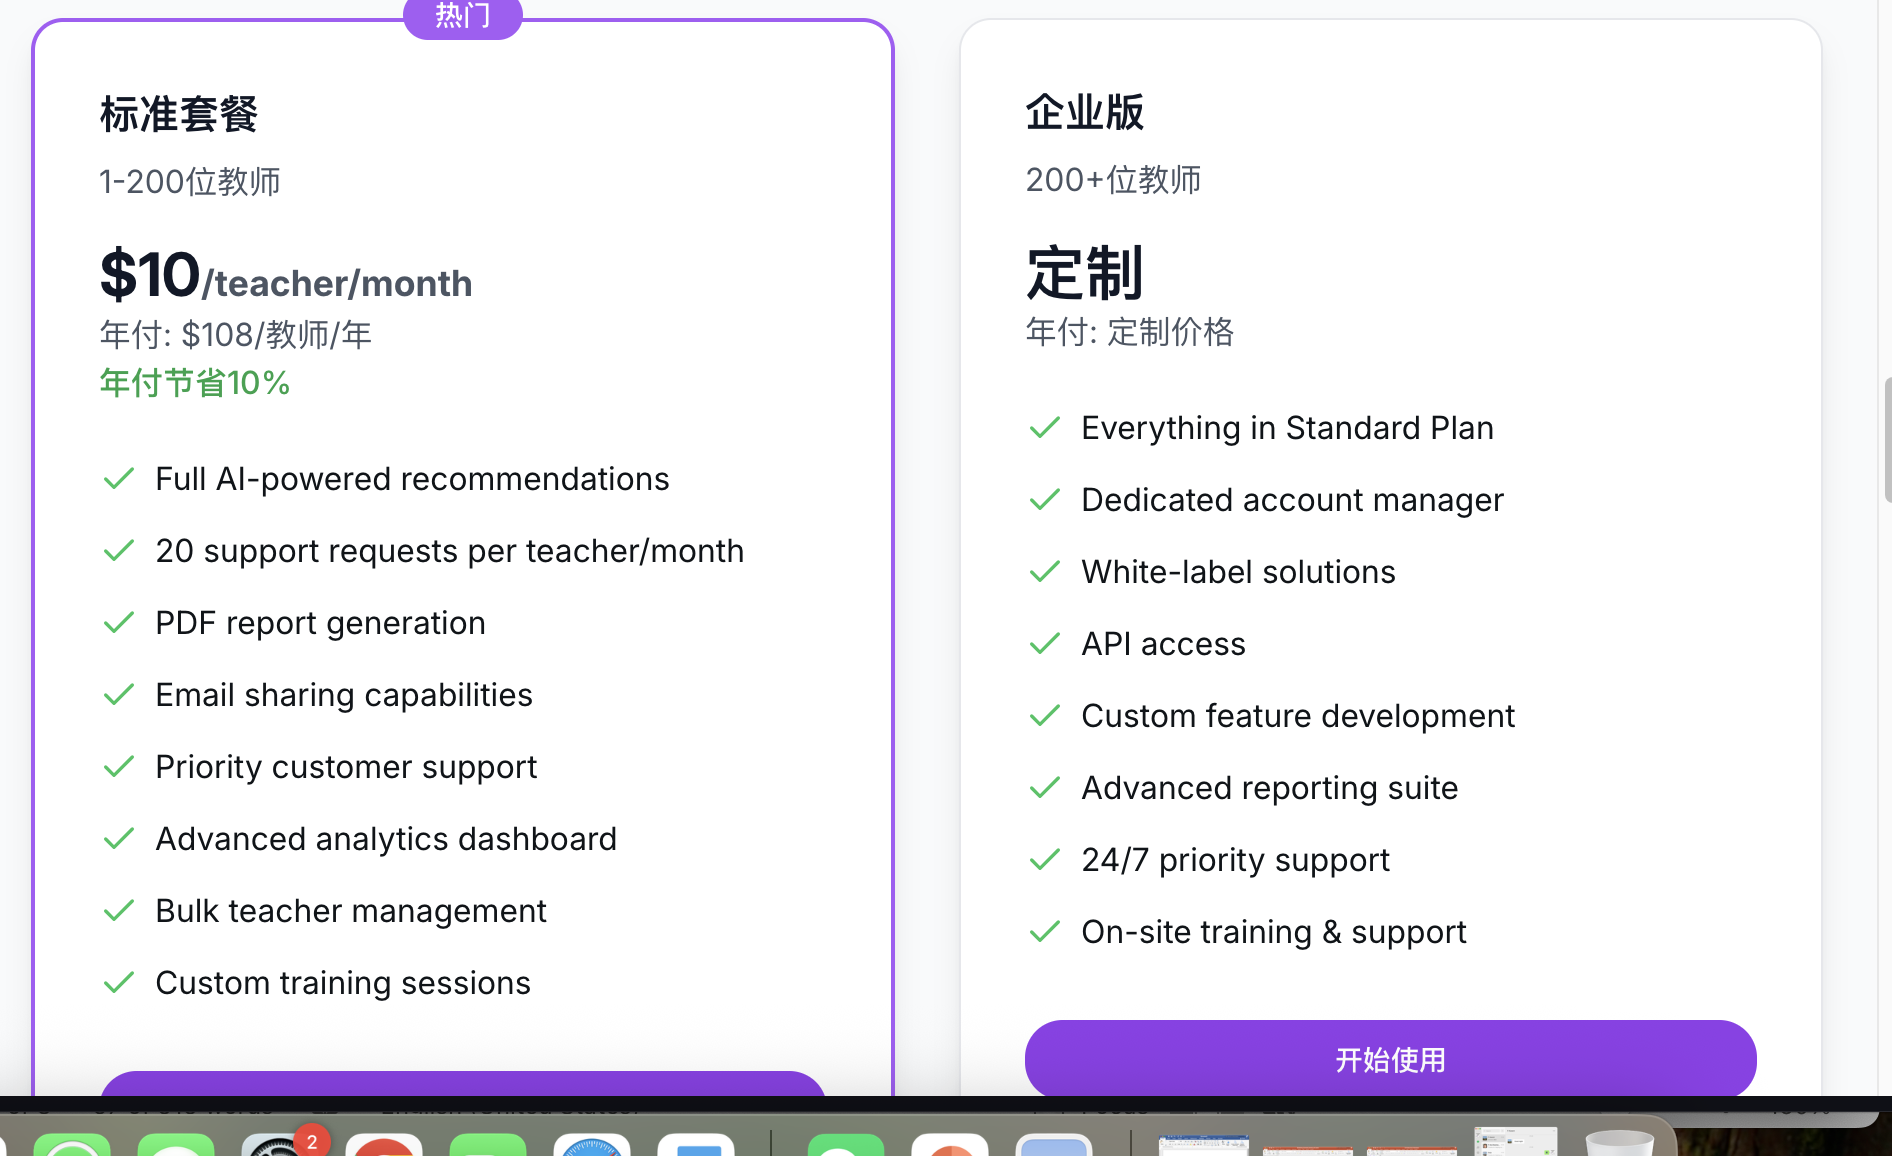 热门
标准套餐
1-200位教师
$10/teacher/month
年付: $108/教师/年
年付节省10%
Full AI-powered recommendations
20 support requests per teacher/month
PDF report generation
Email sharing capabilities
Priority customer support
Advanced analytics dashboard
Bulk teacher management
Custom training sessions
企业版
200+位教师
定制
年付: 定制价格
Everything in Standard Plan
Dedicated account manager
White-label solutions
API access
Custom feature development
Advanced reporting suite
24/7 priority support
On-site training & support
开始使用
2